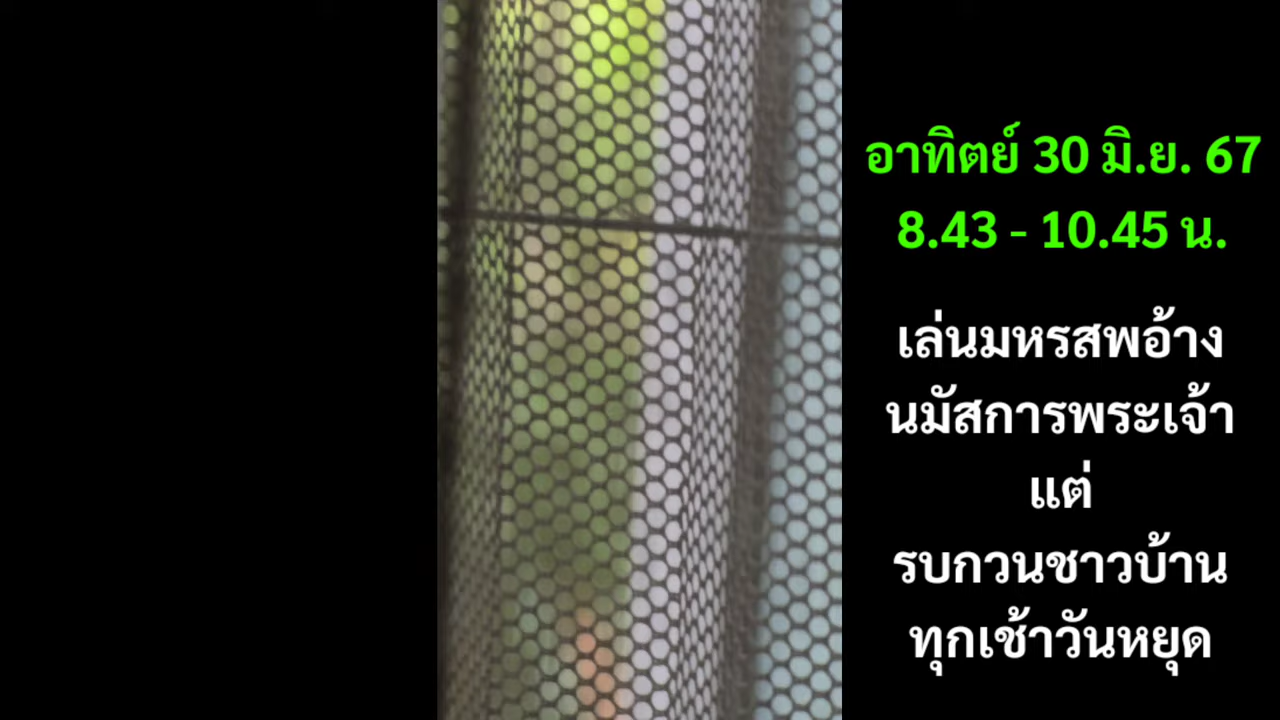 อาทิตย์ 30 มิ.ย. 67
8.43 - 10.45 น.
เล่นมหรสพอ้าง
นมัสการพระเจ้า
แต่
รบกวนชาวบ้าน
ทุกเช้าวันหยุด